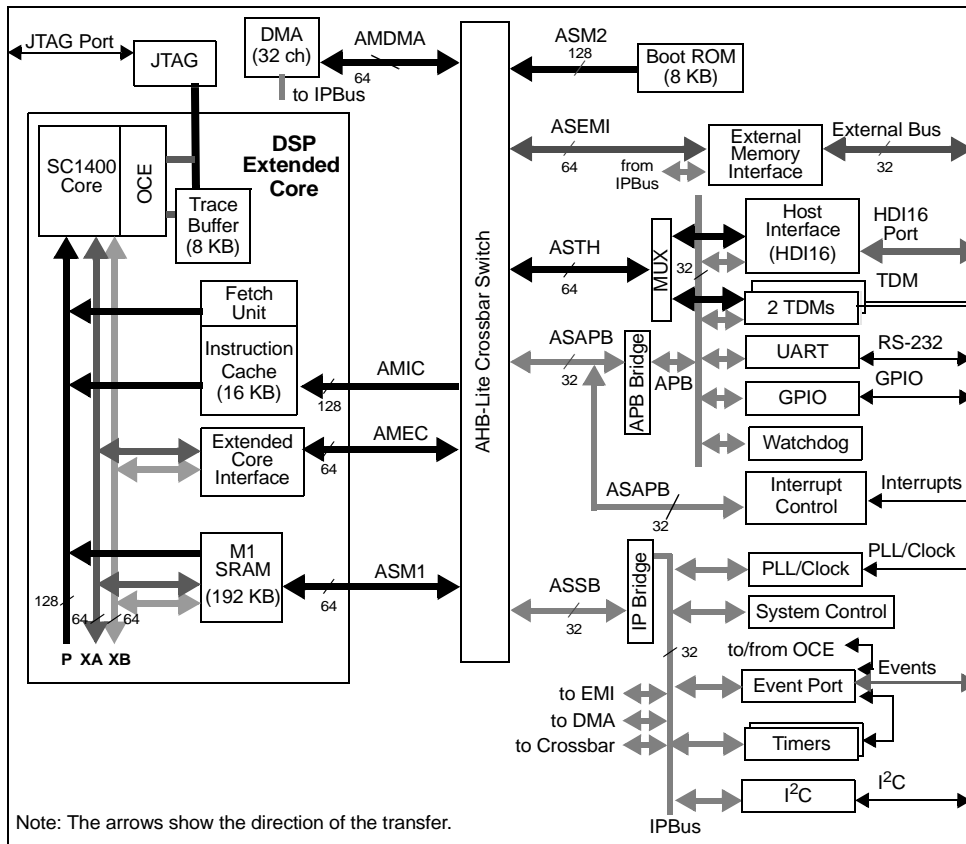 JTAG Port
JTAG
DMA
(32 ch)
to IPBus
AMDMA
64
ASM2
128
Boot ROM
(8 KB)
DSP
Extended
Core
SC1400
Core
OCE
Trace
Buffer
(8 KB)
ASEMI
64
from
IPBus
External
Memory
Interface
External Bus
32
AHB-Lite Crossbar Switch
ASTH
64
MUX
32
Host
Interface
(HDI16)
HDI16
Port
2 TDMs
TDM
Fetch
Unit
Instruction
Cache
(16 KB)
AMIC
128
ASAPB
32
APB Bridge
APB
UART
RS-232
GPIO
GPIO
Watchdog
Extended
Core
Interface
AMEC
64
ASAPB
32
Interrupt
Control
Interrupts
M1
SRAM
(192 KB)
ASM1
64
128
64
64
P XA XB
ASSB
32
IP Bridge
32
PLL/Clock
PLL/Clock
System Control
to/from OCE
Event Port
Events
to EMI
to DMA
to Crossbar
Timers
I2C
I2C
IPBus
Note: The arrows show the direction of the transfer.